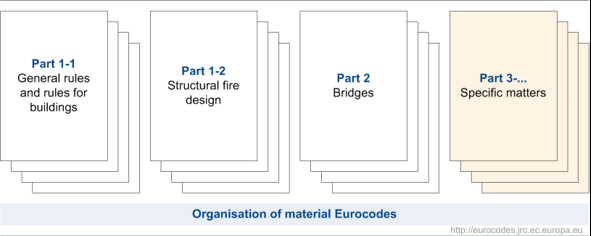 Part 1-1
General rules
and rules for
buildings
Part 1-2
Structural fire
design
Part 2
Bridges
Part 3-...
Specific matters
Organisation of material Eurocodes
http://eurocodes.jrc.ec.europa.eu